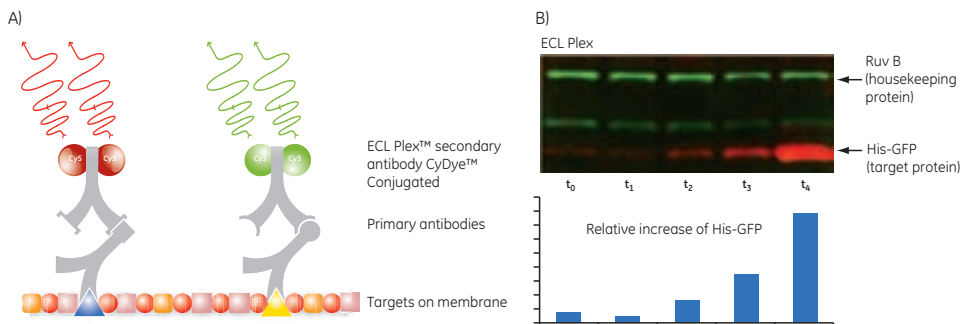 A)
Cy5
Cy5
Cy3
Cy3
ECL Plex™ secondary
antibody CyDye™
Conjugated
Primary antibodies
Targets on membrane
B)
ECL Plex
Ruv B
(housekeeping
protein)
His-GFP
(target protein)
t₀ t₁ t₂ t₃ t₄
Relative increase of His-GFP